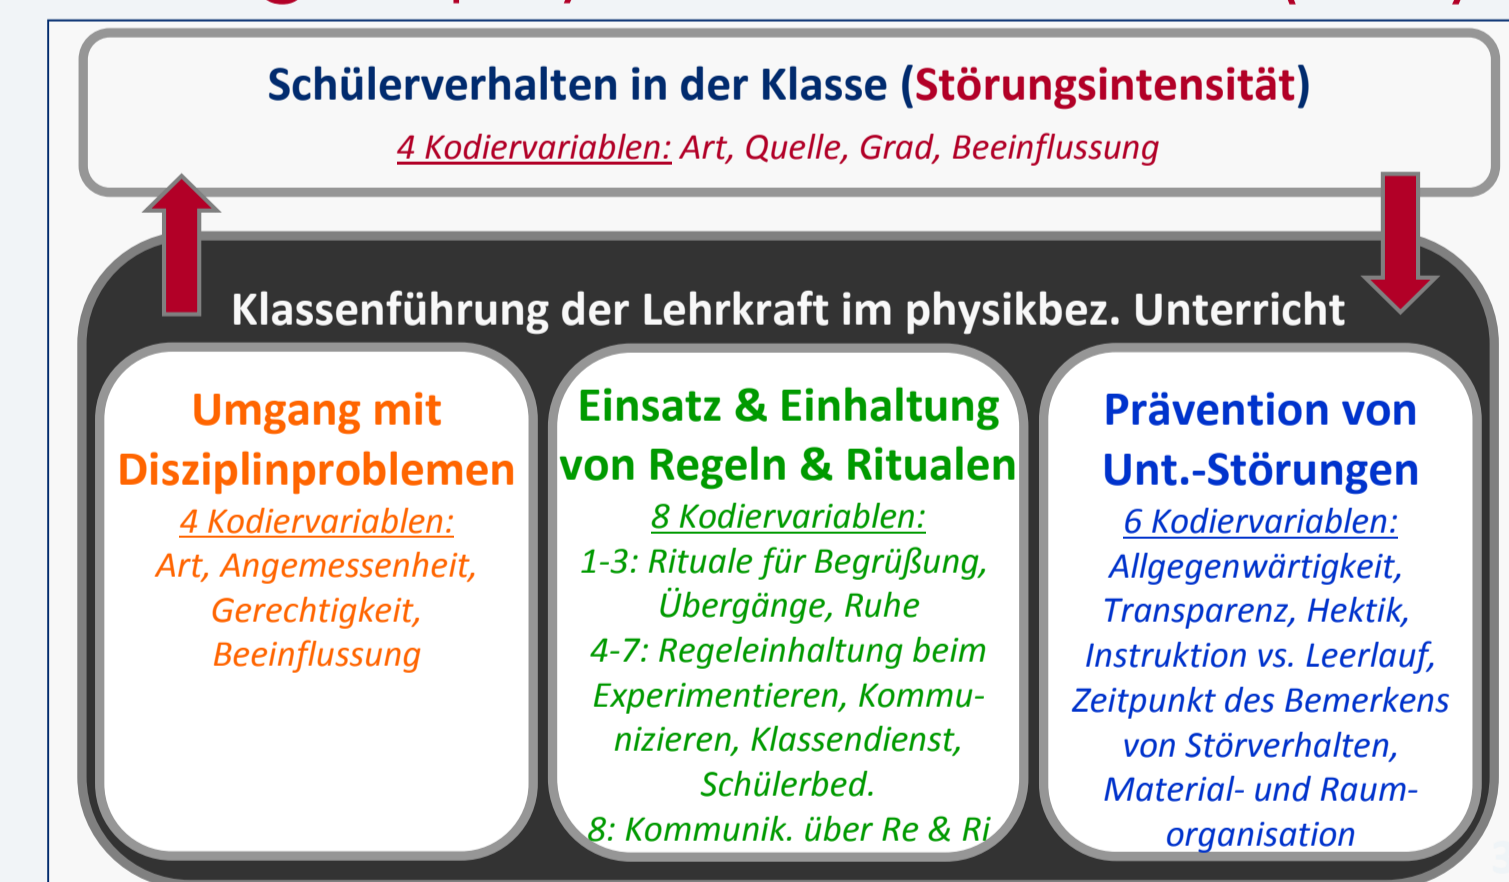 Schülerverhalten in der Klasse (Störungsintensität)
4 Kodiervariablen: Art, Quelle, Grad, Beeinflussung
Klassenführung der Lehrkraft im physikbez. Unterricht
Umgang mit
Disziplinproblemen
4 Kodiervariablen:
Art, Angemessenheit,
Gerechtigkeit,
Beeinflussung
Einsatz & Einhaltung
von Regeln & Ritualen
8 Kodiervariablen:
1-3: Rituale für Begrüßung,
Übergänge, Ruhe
4-7: Regeleinhaltung beim
Experimentieren, Kommu-
nizieren, Klassendienst,
Schülerbed.
8: Kommunik. über Re & Ri
Prävention von
Unt.-Störungen
6 Kodiervariablen:
Allgegenwärtigkeit,
Transparenz, Hektik,
Instruktion vs. Leerlauf,
Zeitpunkt des Bemerkens
von Störverhalten,
Material- und Raum-
organisation